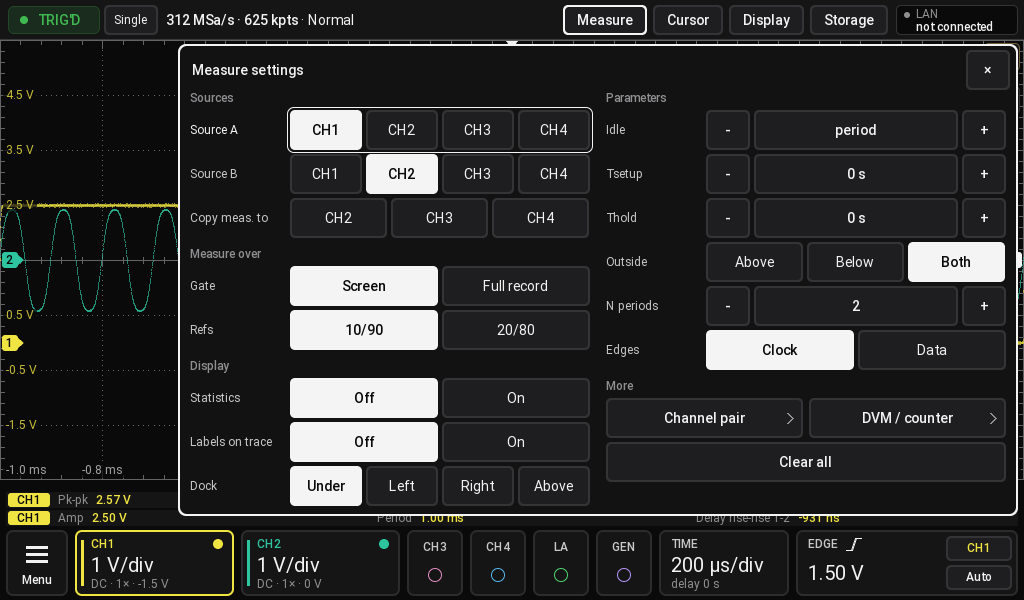 TRIG'D Single 312 MSa/s · 625 kpts · Normal Measure Cursor Display Storage LAN not connected
Measure settings ×
Sources
Source A CH1 CH2 CH3 CH4
Source B CH1 CH2 CH3 CH4
Copy meas. to CH2 CH3 CH4
Measure over
Gate Screen Full record
Refs 10/90 20/80
Display
Statistics Off On
Labels on trace Off On
Dock Under Left Right Above
Parameters
Idle - period +
Tsetup - 0 s +
Thold - 0 s +
Outside Above Below Both
N periods - 2 +
Edges Clock Data
More
Channel pair DVM / counter
Clear all
4.5 V
3.5 V
2.5 V
2
0.5 V
1
-0.5 V
-1.5 V
-1.0 ms -0.8 ms
CH1 Pk-pk 2.57 V
CH1 Amp 2.50 V Period 1.00 ms Delay rise-rise 1-2 -931 ns
Menu
CH1
1 V/div
DC · 1× · -1.5 V
CH2
1 V/div
DC · 1× · 0 V
CH3 CH4 LA GEN
TIME
200 µs/div
delay 0 s
EDGE CH1
1.50 V Auto